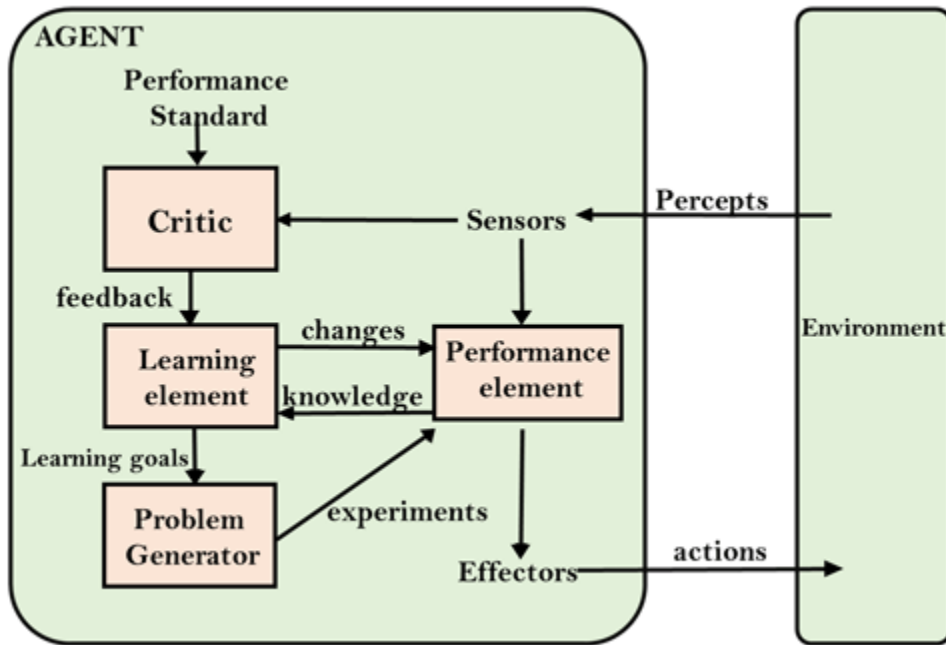 AGENT
Performance
Standard
Critic
Sensors
Percepts
feedback
changes
Environment
Learning
element
Performance
element
knowledge
Learning goals
Problem
Generator
experiments
Effectors
actions